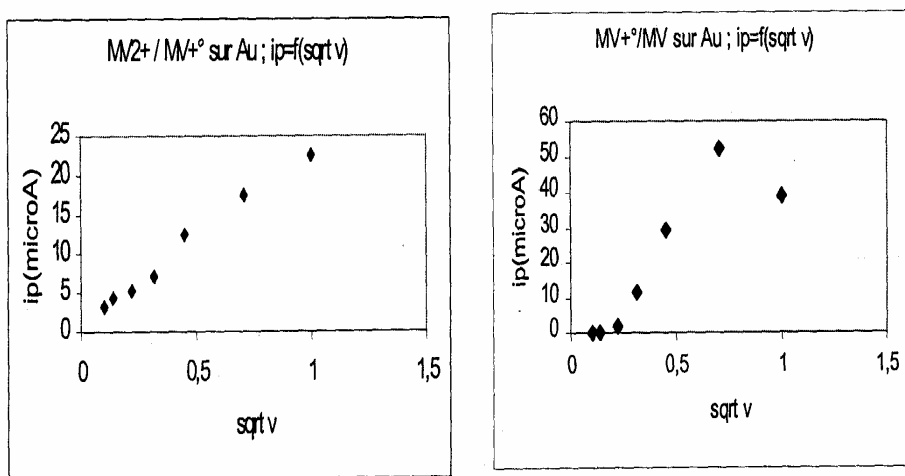 MV2+ / MV+° sur Au ; ip=f(sqrt v)
25
20
15
10
5
0
ip(microA)
0 0,5 1 1,5
sqrt v
MV+°/MV sur Au ; ip=f(sqrt v)
60
50
40
30
20
10
0
ip(microA)
0 0,5 1 1,5
sqrt v